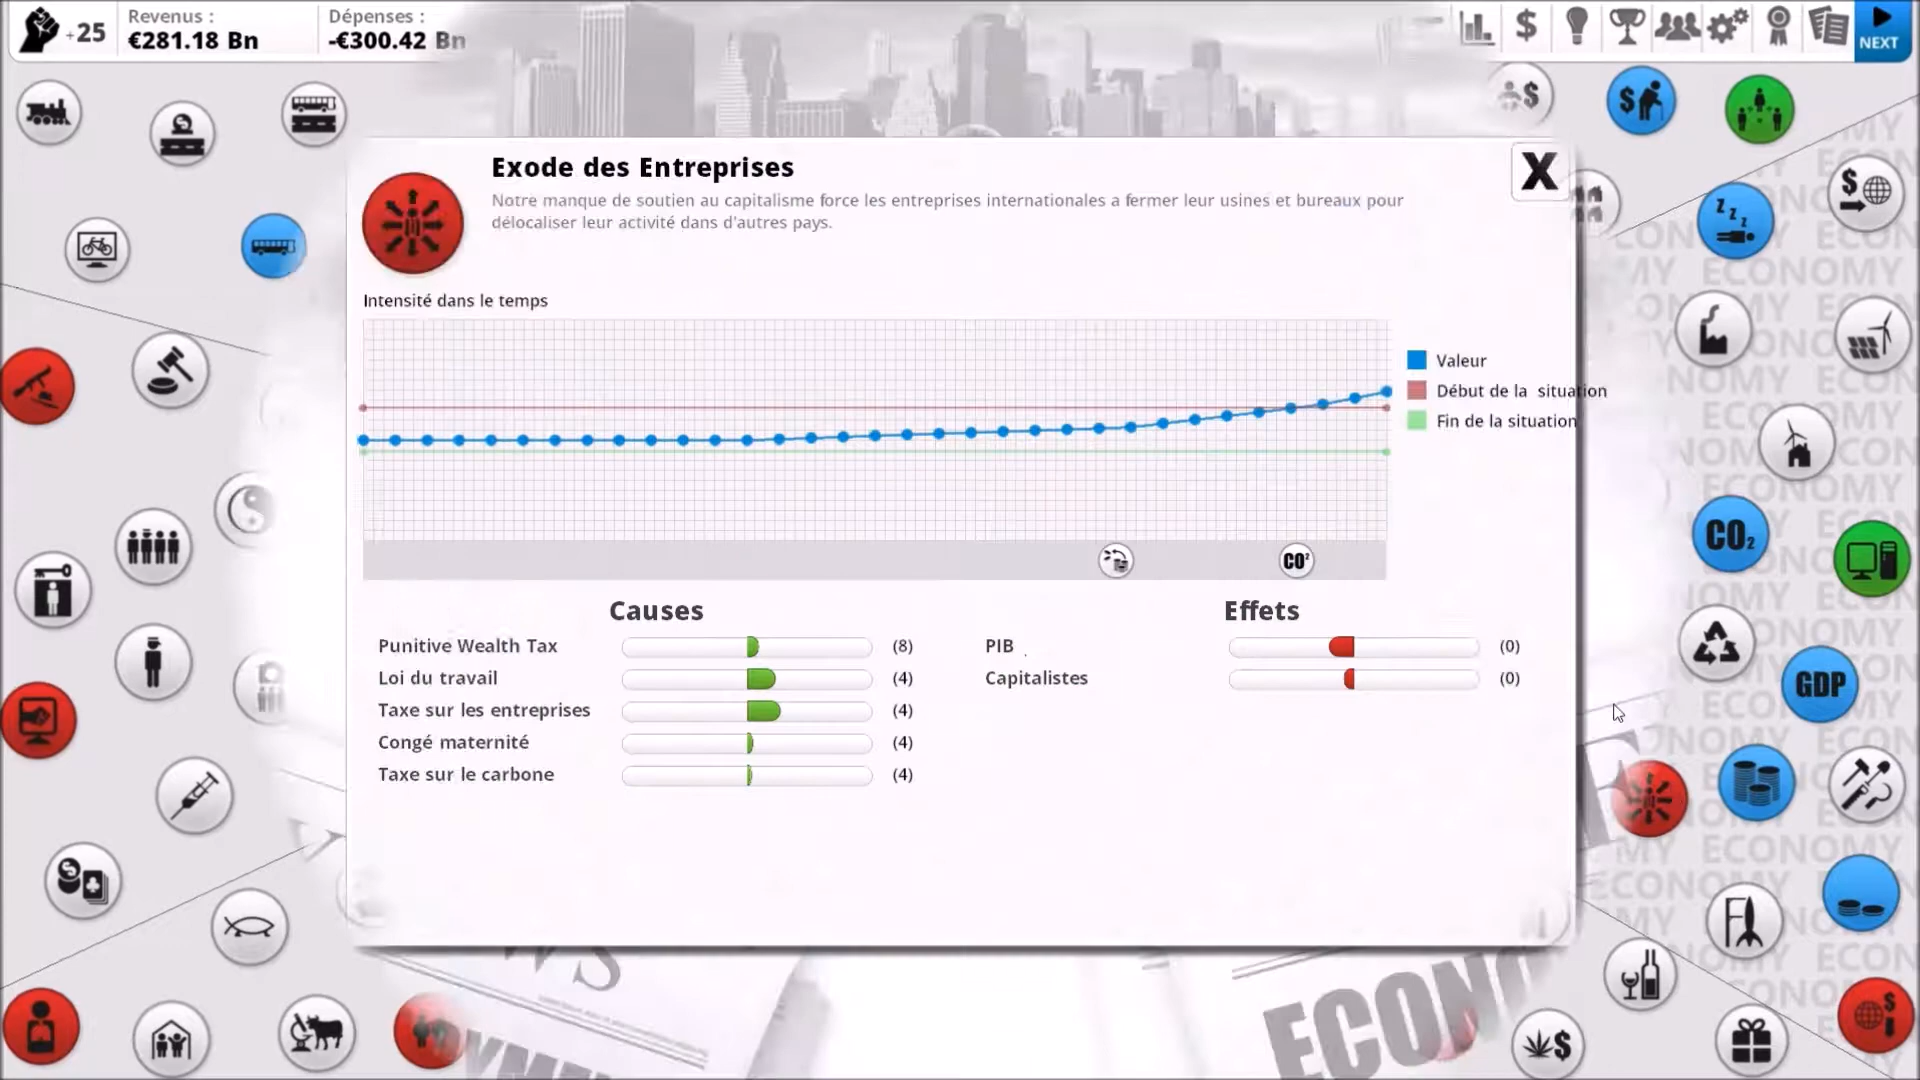 +25
Revenus :
€281.18 Bn
Dépenses :
-€300.42 Bn
NEXT
Exode des Entreprises
X
Notre manque de soutien au capitalisme force les entreprises internationales a fermer leur usines et bureaux pour
délocaliser leur activité dans d'autres pays.
Intensité dans le temps
Valeur
Début de la situation
Fin de la situation
CO²
Causes
Effets
Punitive Wealth Tax (8)
PIB (0)
Loi du travail (4)
Capitalistes (0)
Taxe sur les entreprises (4)
Congé maternité (4)
Taxe sur le carbone (4)
CO₂
GDP
ECONOMY